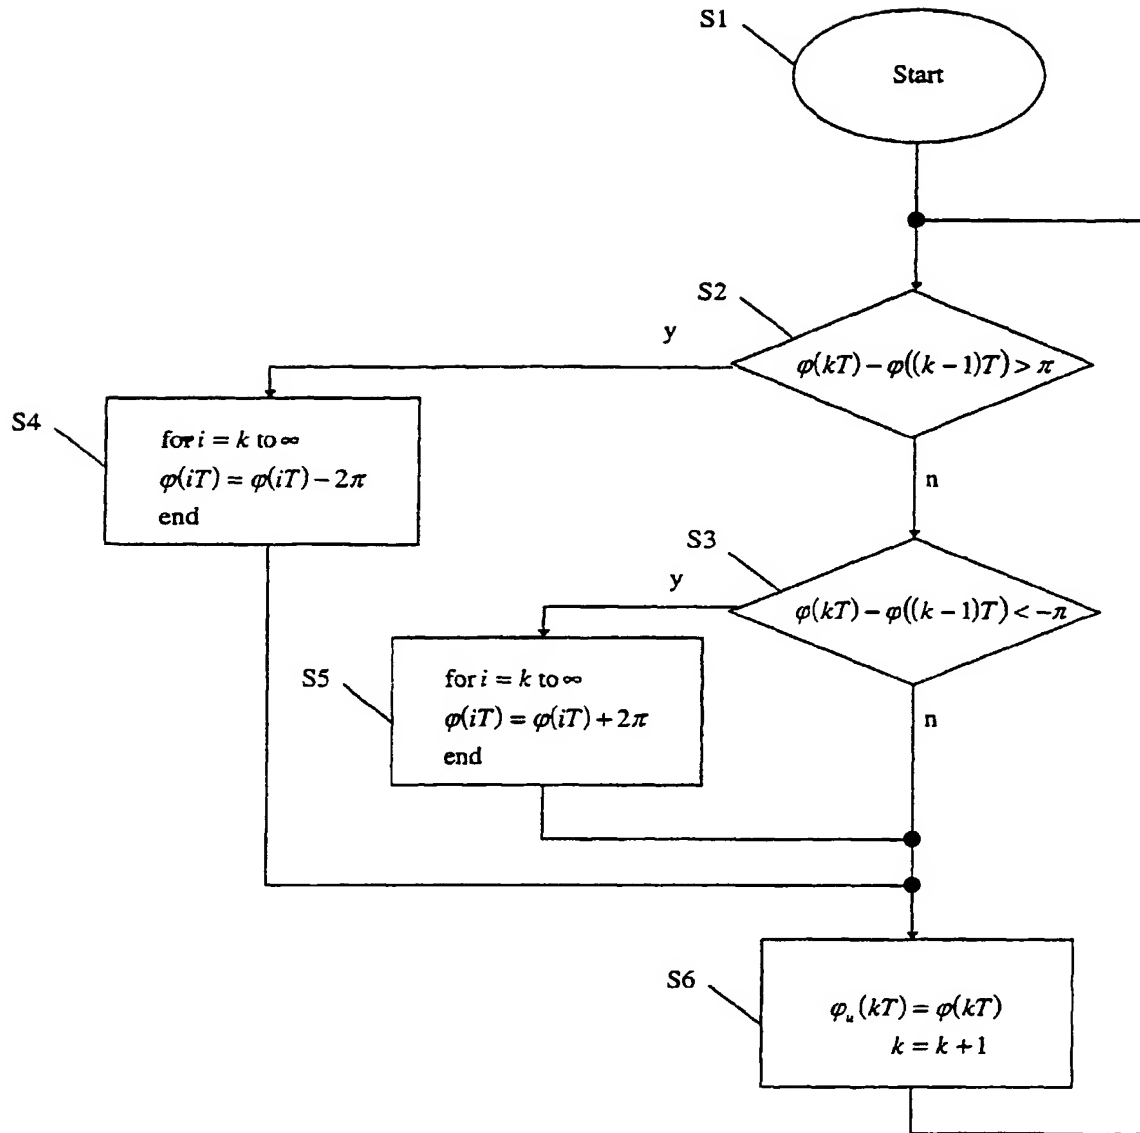 S1
Start
S2
y
φ(kT) − φ((k − 1)T) > π
S4
for i = k to ∞
φ(iT) = φ(iT) − 2π
end
n
S3
y
φ(kT) − φ((k − 1)T) < −π
S5
for i = k to ∞
φ(iT) = φ(iT) + 2π
end
n
S6
φᵤ(kT) = φ(kT)
k = k + 1